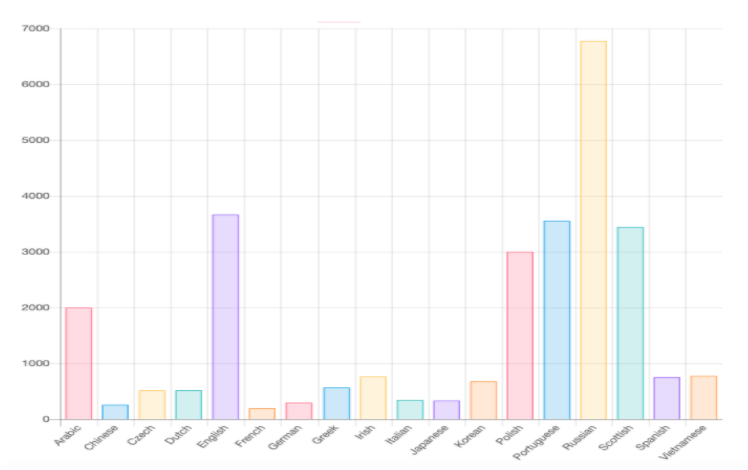 7000
6000
5000
4000
3000
2000
1000
0
Arabic
Chinese
Czech
Dutch
English
French
German
Greek
Irish
Italian
Japanese
Korean
Polish
Portuguese
Russian
Scottish
Spanish
Vietnamese